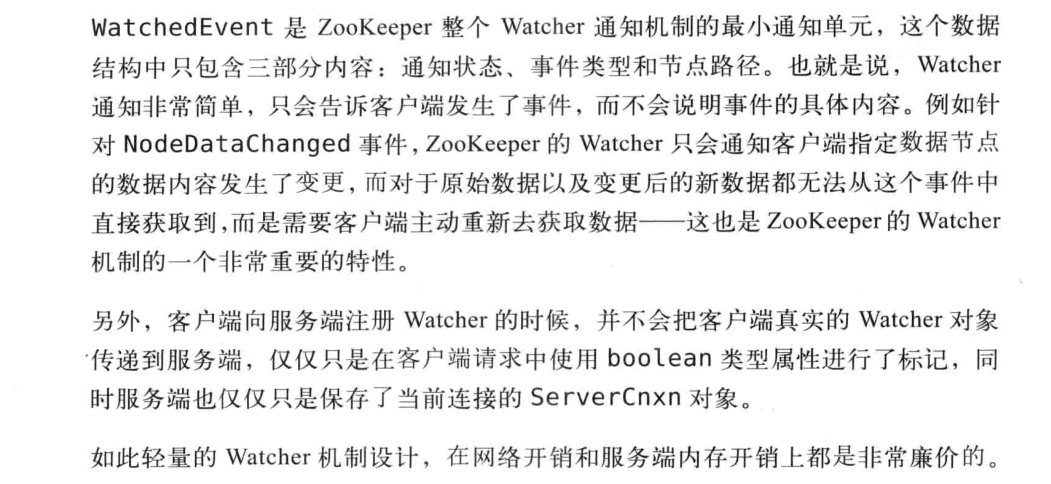 WatchedEvent 是 ZooKeeper 整个 Watcher 通知机制的最小通知单元，这个数据
结构中只包含三部分内容：通知状态、事件类型和节点路径。也就是说，Watcher
通知非常简单，只会告诉客户端发生了事件，而不会说明事件的具体内容。例如针
对 NodeDataChanged 事件，ZooKeeper 的 Watcher 只会通知客户端指定数据节点
的数据内容发生了变更，而对于原始数据以及变更后的新数据都无法从这个事件中
直接获取到，而是需要客户端主动重新去获取数据——这也是 ZooKeeper 的 Watcher
机制的一个非常重要的特性。
另外，客户端向服务端注册 Watcher 的时候，并不会把客户端真实的 Watcher 对象
传递到服务端，仅仅只是在客户端请求中使用 boolean 类型属性进行了标记，同
时服务端也仅仅只是保存了当前连接的 ServerCnxn 对象。
如此轻量的 Watcher 机制设计，在网络开销和服务端内存开销上都是非常廉价的。